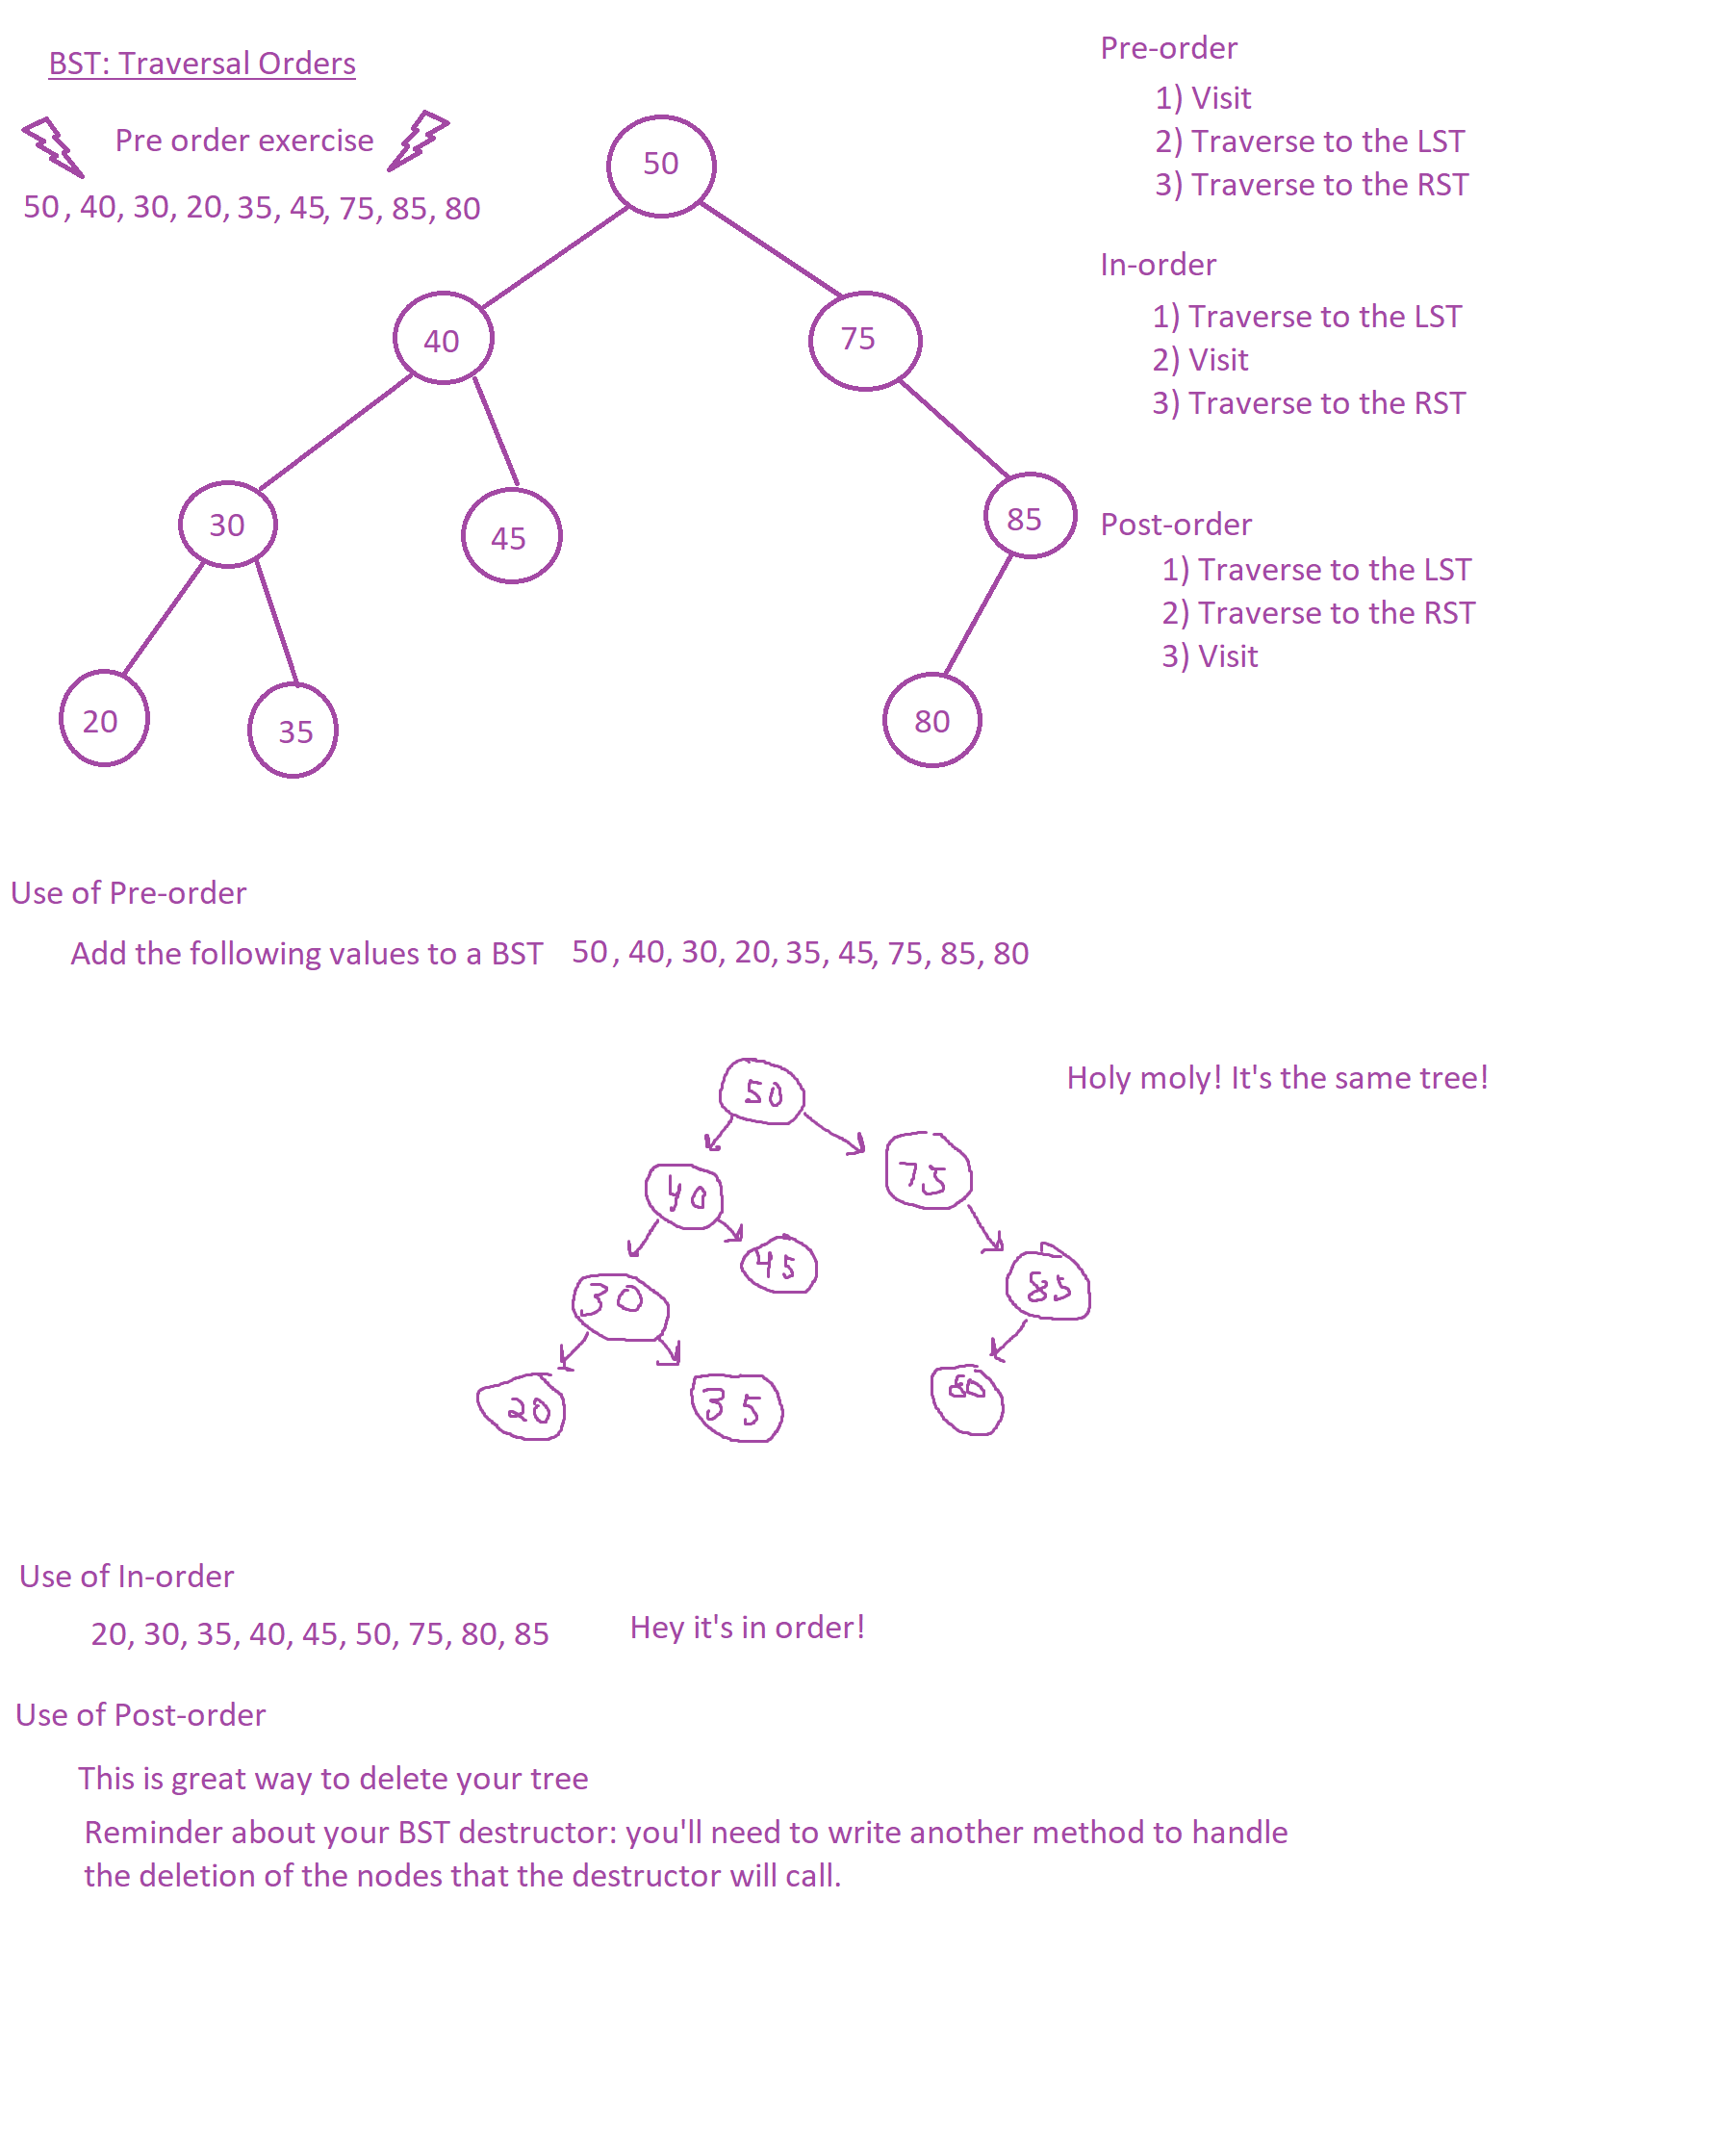 BST: Traversal Orders
Pre order exercise
50, 40, 30, 20, 35, 45, 75, 85, 80
50
40
75
30
45
85
20
35
80
Pre-order
1) Visit
2) Traverse to the LST
3) Traverse to the RST
In-order
1) Traverse to the LST
2) Visit
3) Traverse to the RST
Post-order
1) Traverse to the LST
2) Traverse to the RST
3) Visit
Use of Pre-order
Add the following values to a BST 50, 40, 30, 20, 35, 45, 75, 85, 80
Holy moly! It's the same tree!
50
75
40
45
85
30
80
20
35
Use of In-order
20, 30, 35, 40, 45, 50, 75, 80, 85 Hey it's in order!
Use of Post-order
This is great way to delete your tree
Reminder about your BST destructor: you'll need to write another method to handle
the deletion of the nodes that the destructor will call.